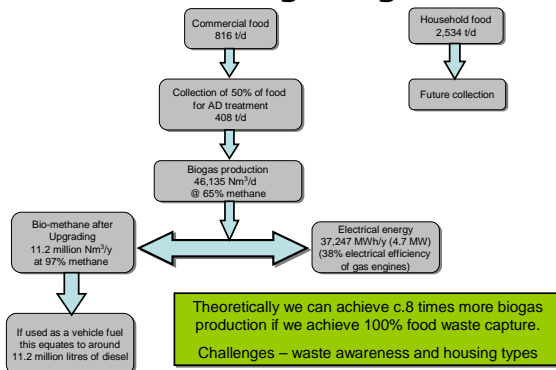 Commercial food
816 t/d
Household food
2,534 t/d
Collection of 50% of food
for AD treatment
408 t/d
Future collection
Biogas production
46,135 Nm³/d
@ 65% methane
Bio-methane after
Upgrading
11.2 million Nm³/y
at 97% methane
Electrical energy
37,247 MWh/y (4.7 MW)
(38% electrical efficiency
of gas engines)
If used as a vehicle fuel
this equates to around
11.2 million litres of diesel
Theoretically we can achieve c.8 times more biogas
production if we achieve 100% food waste capture.
Challenges – waste awareness and housing types